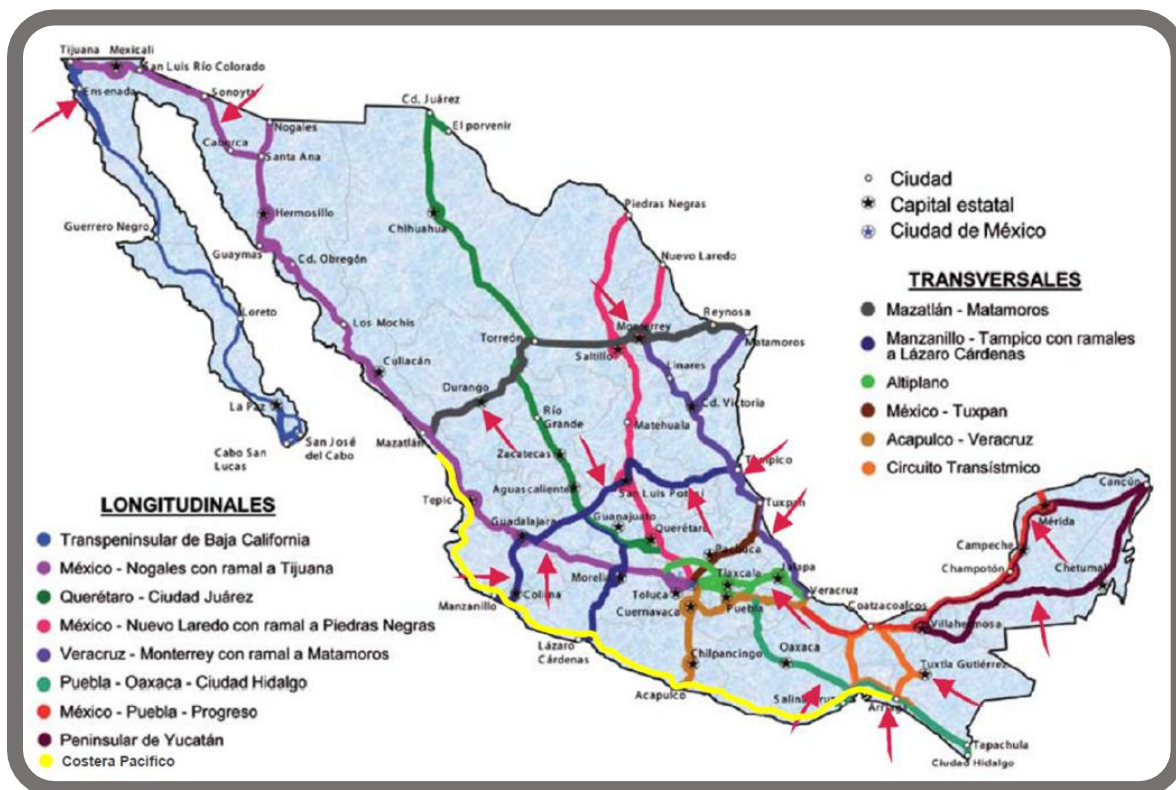 Tijuana
Mexicali
San Luis Río Colorado
Ensenada
Sonoyta
Nogales
Caborca
Santa Ana
Cd. Juárez
El porvenir
Hermosillo
Chihuahua
Piedras Negras
Guerrero Negro
Guaymas
Cd. Obregón
Nuevo Laredo
Loreto
Los Mochis
Culiacán
Torreón
Monterrey
Reynosa
Saltillo
Matamoros
Linares
Durango
La Paz
Cd. Victoria
Río
Grande
Matehuala
Cabo San
Lucas
San José
del Cabo
Mazatlán
Zacatecas
Tampico
Aguascaliente
San Luis Potosí
Tuxpan
Tepic
Guadalajara
Guanajuato
Querétaro
Pachuca
Cancún
Mérida
Campeche
Chetumal
Champotón
Manzanillo
Colima
Morelia
Toluca
Tlaxcala
Jalapa
Cuernavaca
Puebla
Veracruz
Coatzacoalcos
Villahermosa
Lázaro
Cárdenas
Chilpancingo
Oaxaca
Tuxtla Gutiérrez
Acapulco
Salina Cruz
Arriaga
Tapachula
Ciudad Hidalgo
Ciudad
Capital estatal
Ciudad de México
TRANSVERSALES
Mazatlán - Matamoros
Manzanillo - Tampico con ramales
a Lázaro Cárdenas
Altiplano
México - Tuxpan
Acapulco - Veracruz
Circuito Transístmico
LONGITUDINALES
Transpeninsular de Baja California
México - Nogales con ramal a Tijuana
Querétaro - Ciudad Juárez
México - Nuevo Laredo con ramal a Piedras Negras
Veracruz - Monterrey con ramal a Matamoros
Puebla - Oaxaca - Ciudad Hidalgo
México - Puebla - Progreso
Peninsular de Yucatán
Costera Pacifico